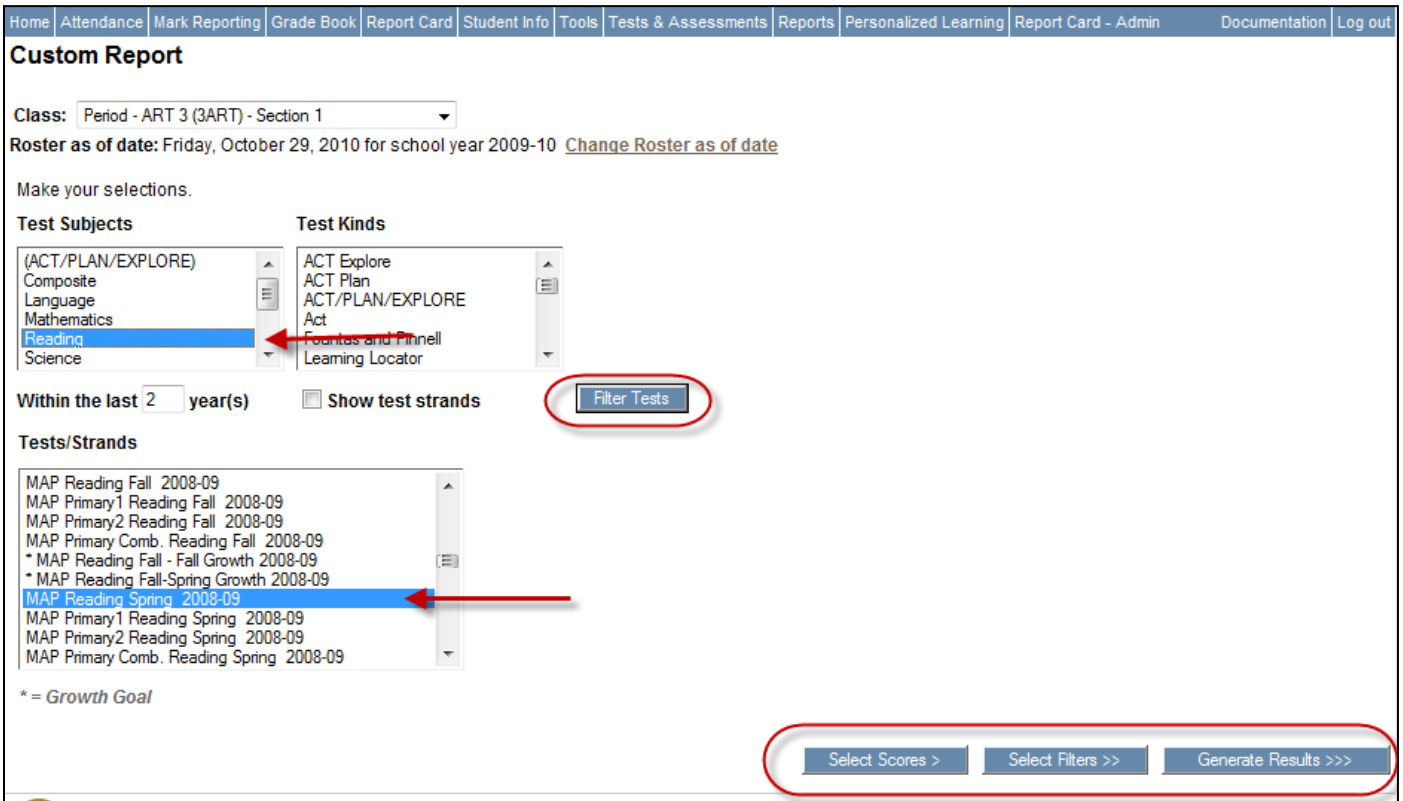 Home Attendance Mark Reporting Grade Book Report Card Student Info Tools Tests & Assessments Reports Personalized Learning Report Card - Admin Documentation Log out
Custom Report
Class: Period - ART 3 (3ART) - Section 1
Roster as of date: Friday, October 29, 2010 for school year 2009-10 Change Roster as of date
Make your selections.
Test Subjects Test Kinds
(ACT/PLAN/EXPLORE) ACT Explore
Composite ACT Plan
Language ACT/PLAN/EXPLORE
Mathematics Act
Reading Fountas and Pinnell
Science Learning Locator
Within the last 2 year(s) Show test strands Filter Tests
Tests/Strands
MAP Reading Fall 2008-09
MAP Primary1 Reading Fall 2008-09
MAP Primary2 Reading Fall 2008-09
MAP Primary Comb. Reading Fall 2008-09
* MAP Reading Fall - Fall Growth 2008-09
* MAP Reading Fall-Spring Growth 2008-09
MAP Reading Spring 2008-09
MAP Primary1 Reading Spring 2008-09
MAP Primary2 Reading Spring 2008-09
MAP Primary Comb. Reading Spring 2008-09
* = Growth Goal
Select Scores > Select Filters >> Generate Results >>>